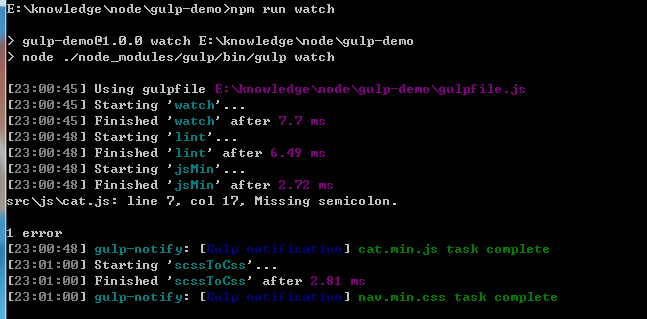 E:\knowledge\node\gulp-demo>npm run watch
> gulp-demo@1.0.0 watch E:\knowledge\node\gulp-demo
> node ./node_modules/gulp/bin/gulp watch
[23:00:45] Using gulpfile E:\knowledge\node\gulp-demo\gulpfile.js
[23:00:45] Starting 'watch'...
[23:00:45] Finished 'watch' after 7.7 ms
[23:00:48] Starting 'lint'...
[23:00:48] Finished 'lint' after 6.49 ms
[23:00:48] Starting 'jsMin'...
[23:00:48] Finished 'jsMin' after 2.72 ms
src\js\cat.js: line 7, col 17, Missing semicolon.
1 error
[23:00:48] gulp-notify: [Gulp notification] cat.min.js task complete
[23:01:00] Starting 'scssToCss'...
[23:01:00] Finished 'scssToCss' after 2.81 ms
[23:01:00] gulp-notify: [Gulp notification] nav.min.css task complete